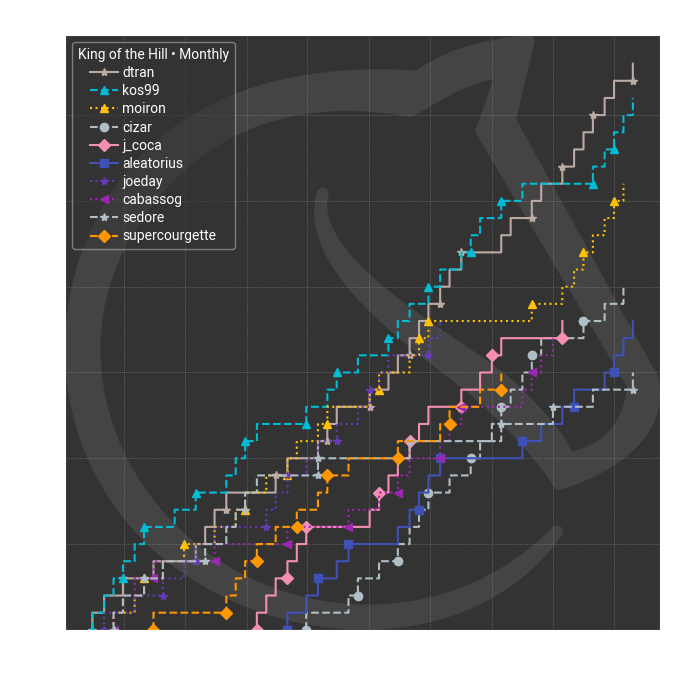 King of the Hill • Monthly
dtran
kos99
moiron
cizar
j_coca
aleatorius
joeday
cabassog
sedore
supercourgette